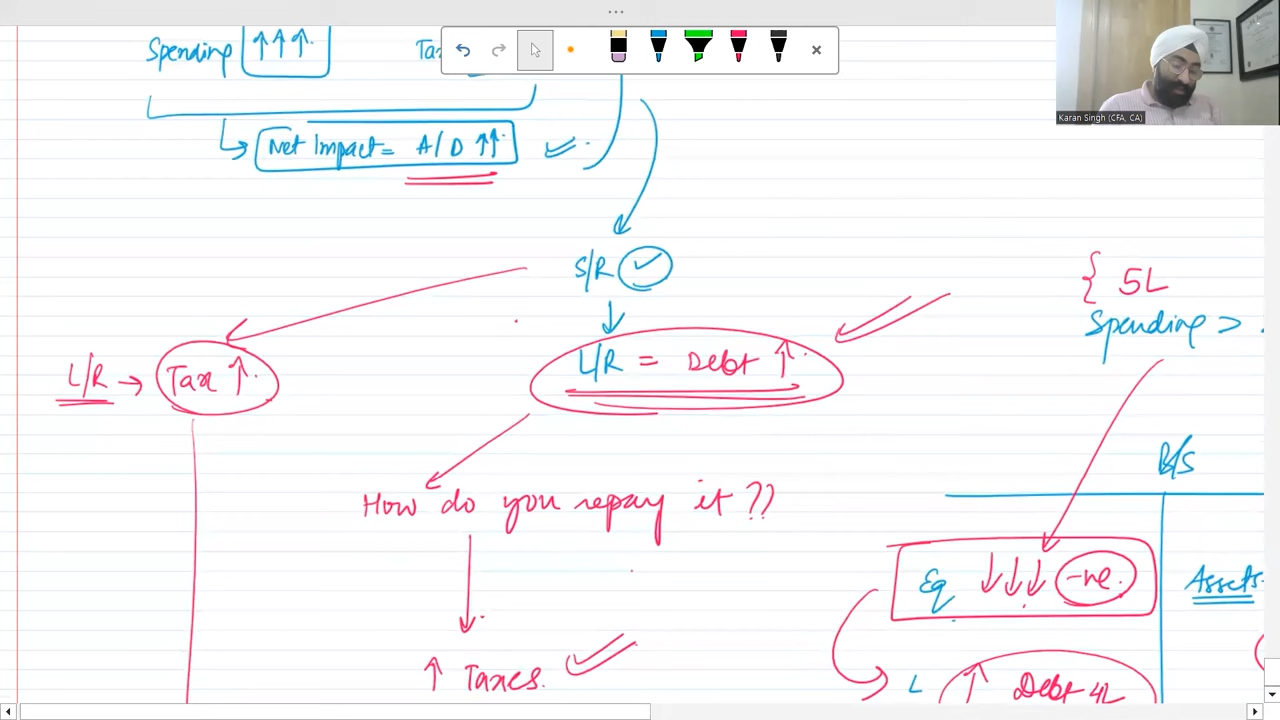 Spending ↑↑↑
Net Impact = A/D ↑↑
S/R
L/R = Debt ↑
L/R → Tax ↑
How do you repay it ??
↑ Taxes.
{ 5L
Spending >
B/S
Eq ↓↓↓ -ve.
Assets
L ↑ Debt 4L
Karan Singh (CFA, CA)